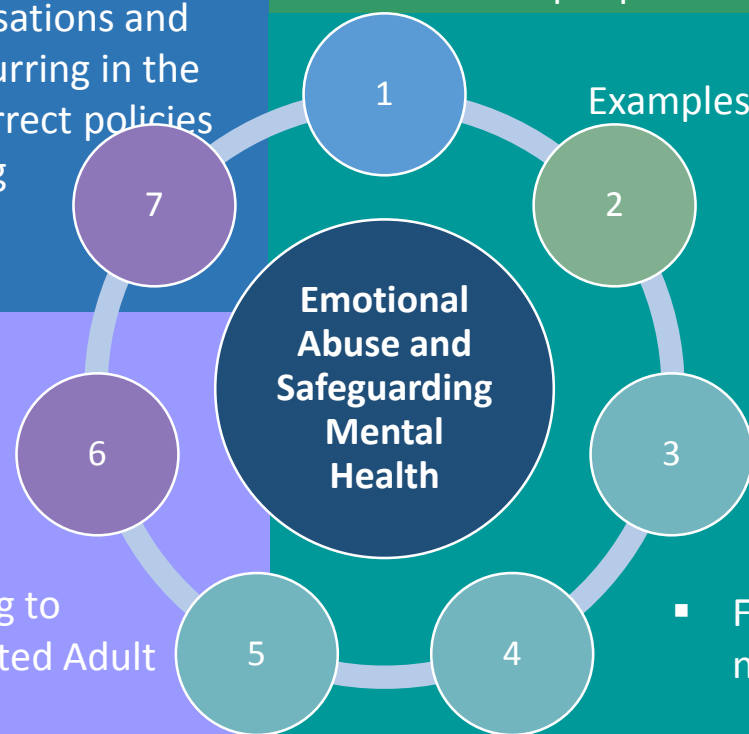 sations and
urring in the
rrect policies
g
1
Examples
2
7
Emotional
Abuse and
Safeguarding
Mental
Health
6
3
g to
ted Adult
5
4
▪ F
n